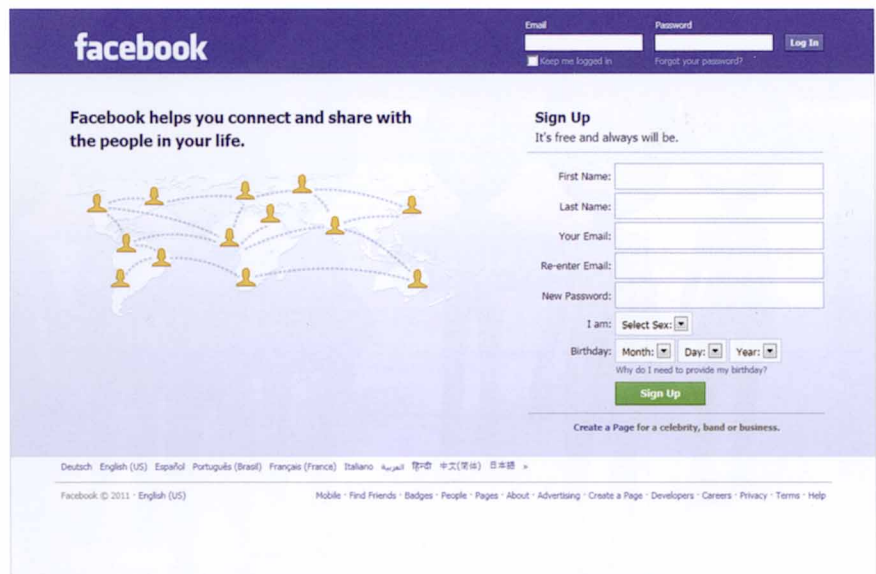 facebook
Email Password
Log In
Keep me logged in Forgot your password?
Facebook helps you connect and share with
the people in your life.
Sign Up
It's free and always will be.
First Name:
Last Name:
Your Email:
Re-enter Email:
New Password:
I am: Select Sex:
Birthday: Month: Day: Year:
Why do I need to provide my birthday?
Sign Up
Create a Page for a celebrity, band or business.
Deutsch English (US) Español Português (Brasil) Français (France) Italiano العربية हिन्दी 中文(简体) 日本語 »
Facebook © 2011 · English (US)
Mobile · Find Friends · Badges · People · Pages · About · Advertising · Create a Page · Developers · Careers · Privacy · Terms · Help